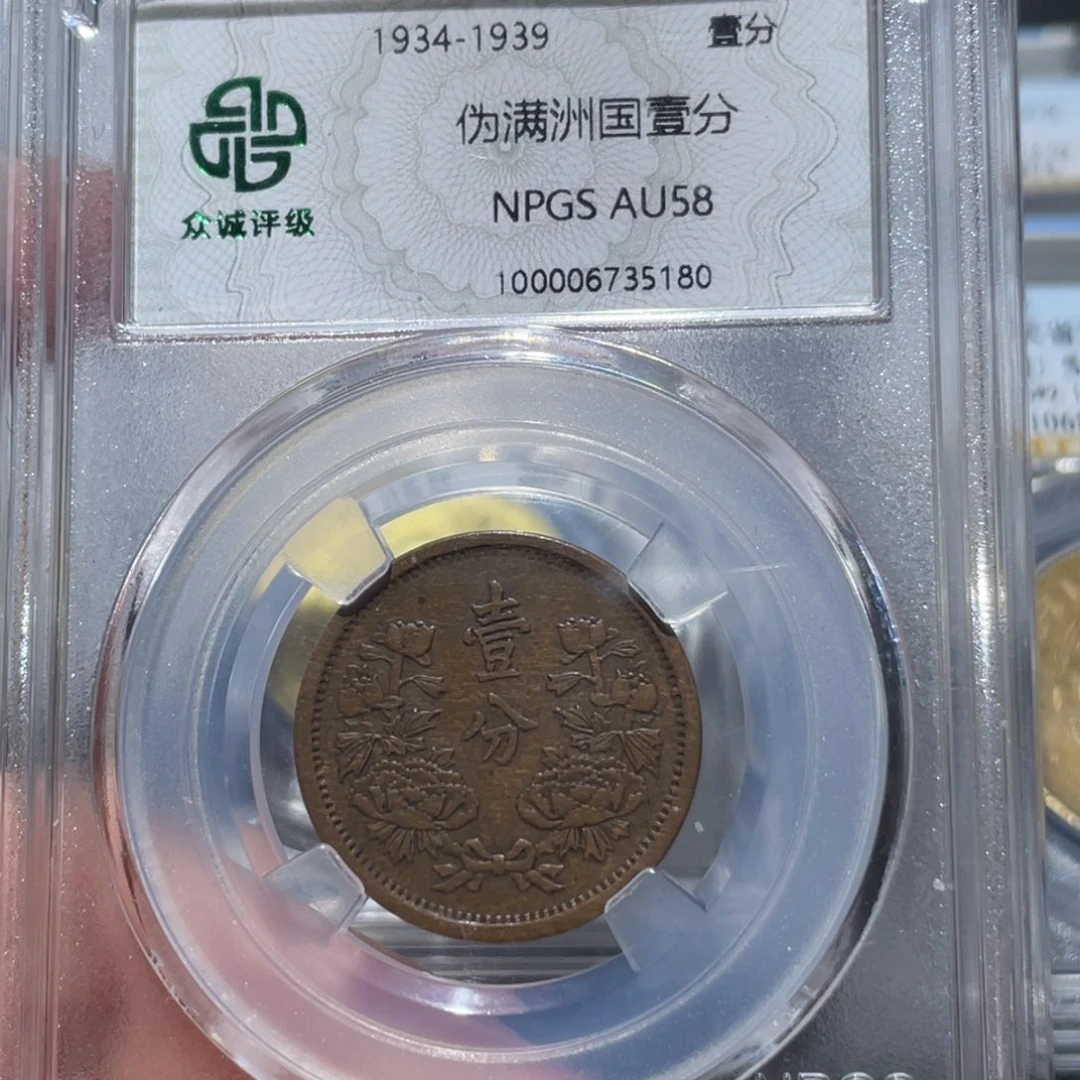 1934-1939 壹分
伪满洲国壹分
NPGS AU58
众诚评级
100006735180
壹
分